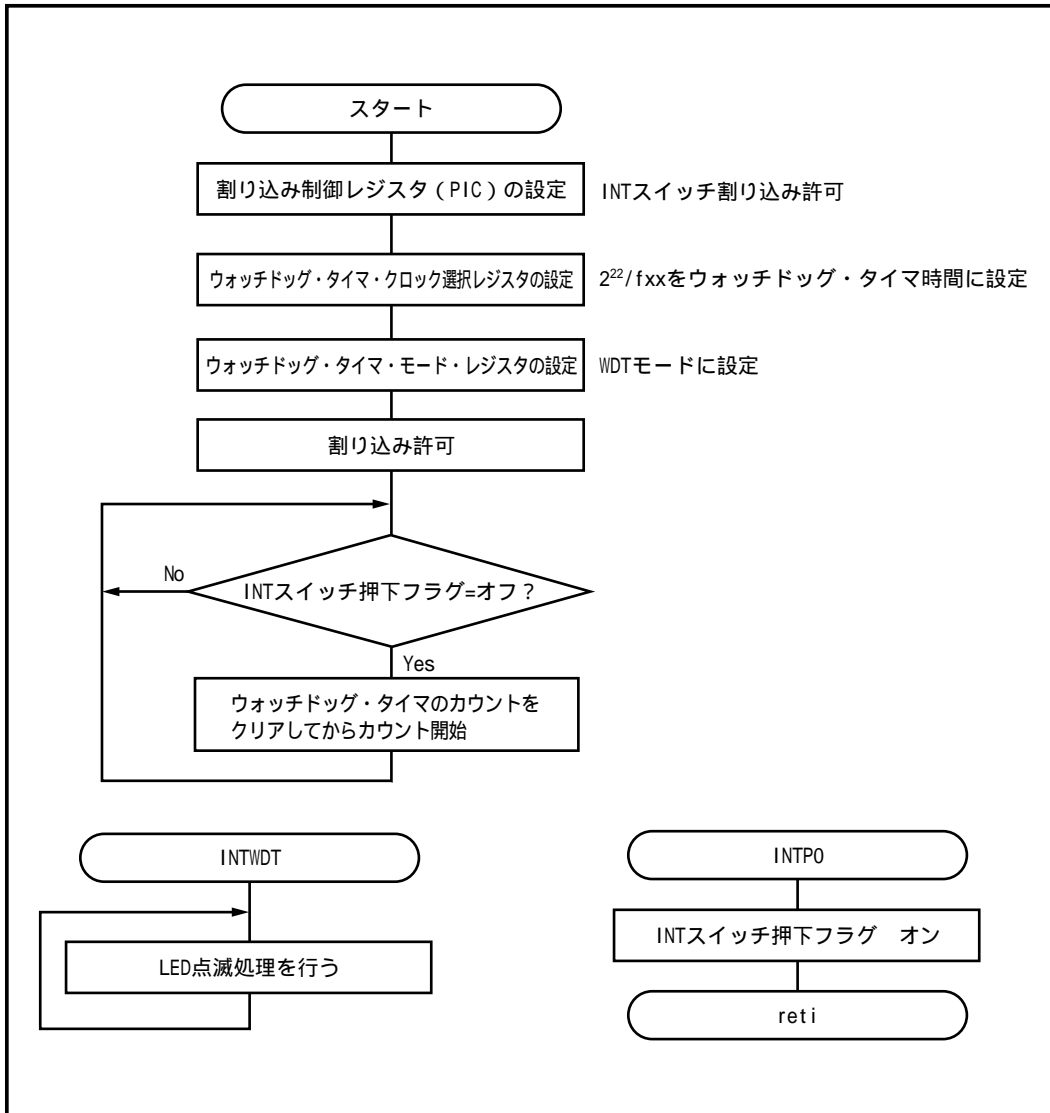 スタート
割り込み制御レジスタ（PIC）の設定
INTスイッチ割り込み許可
ウォッチドッグ・タイマ・クロック選択レジスタの設定
2²²/fxxをウォッチドッグ・タイマ時間に設定
ウォッチドッグ・タイマ・モード・レジスタの設定
WDTモードに設定
割り込み許可
No
INTスイッチ押下フラグ=オフ？
Yes
ウォッチドッグ・タイマのカウントを
クリアしてからカウント開始
INTWDT
LED点滅処理を行う
INTP0
INTスイッチ押下フラグ　オン
reti